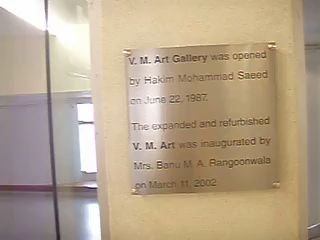 V. M. Art Gallery was opened
by Hakim Mohammad Saeed
on June 22, 1987.
The expanded and refurbished
V. M. Art was inaugurated by
Mrs. Banu M. A. Rangoonwala
on March 11, 2002